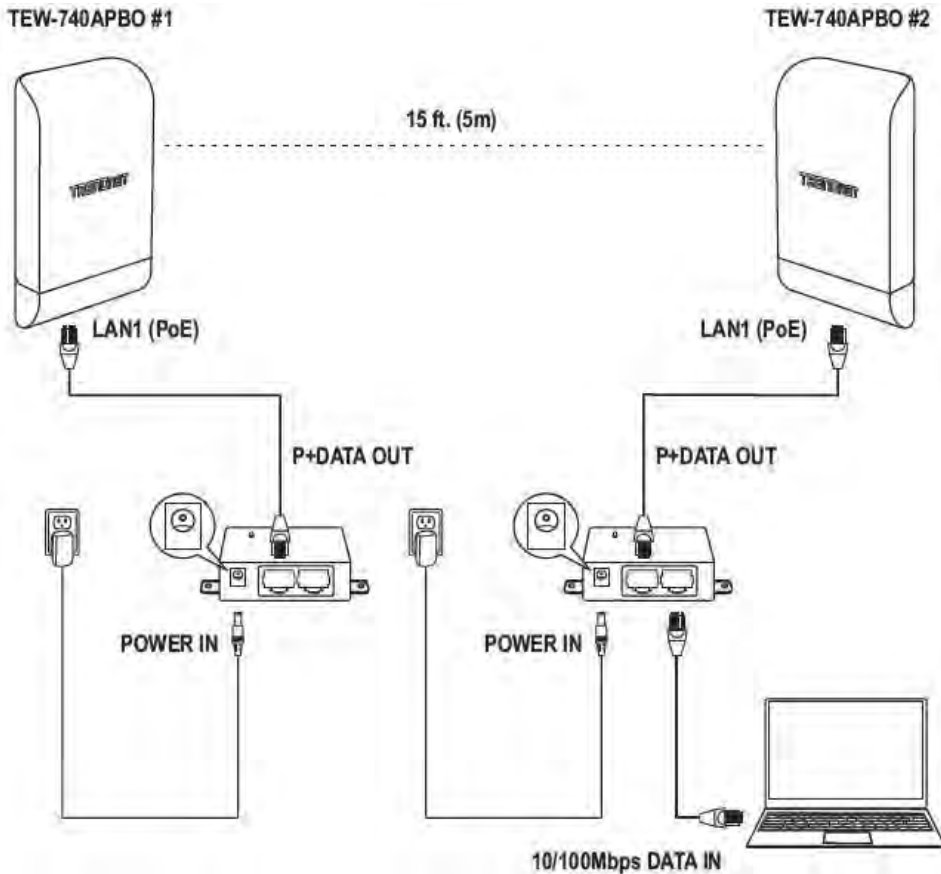 TEW-740APBO #1
TEW-740APBO #2
15 ft. (5m)
TRENDNET
TRENDNET
LAN1 (PoE)
LAN1 (PoE)
P+DATA OUT
P+DATA OUT
POWER IN
POWER IN
10/100Mbps DATA IN